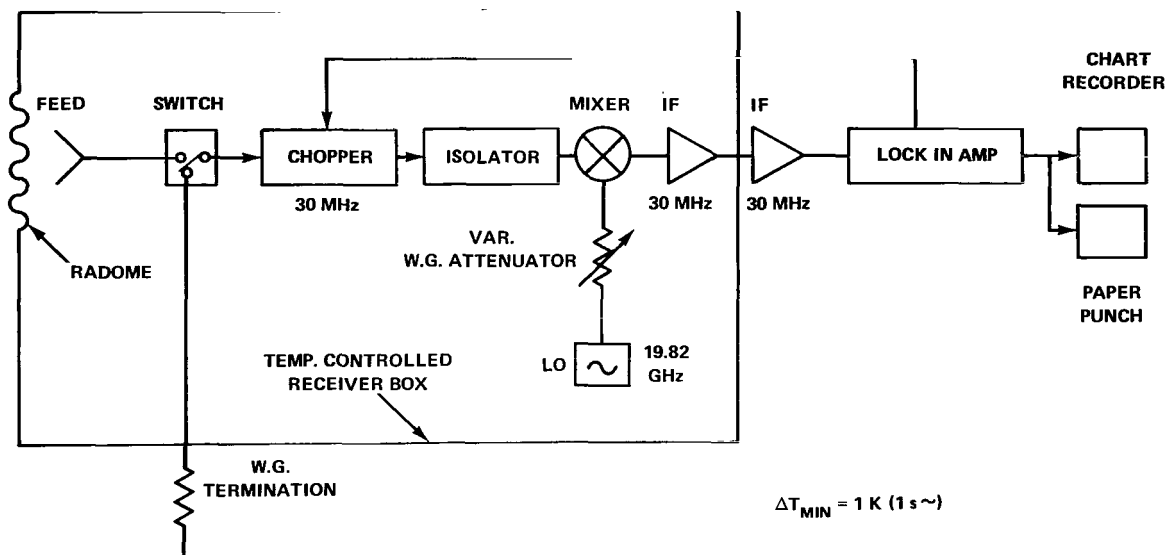 CHART
RECORDER
FEED
SWITCH
MIXER
IF
IF
CHOPPER
ISOLATOR
LOCK IN AMP
30 MHz
30 MHz
30 MHz
VAR.
W.G. ATTENUATOR
RADOME
PAPER
PUNCH
LO
19.82
GHz
TEMP. CONTROLLED
RECEIVER BOX
W.G.
TERMINATION
ΔT_MIN = 1 K (1 s ~)